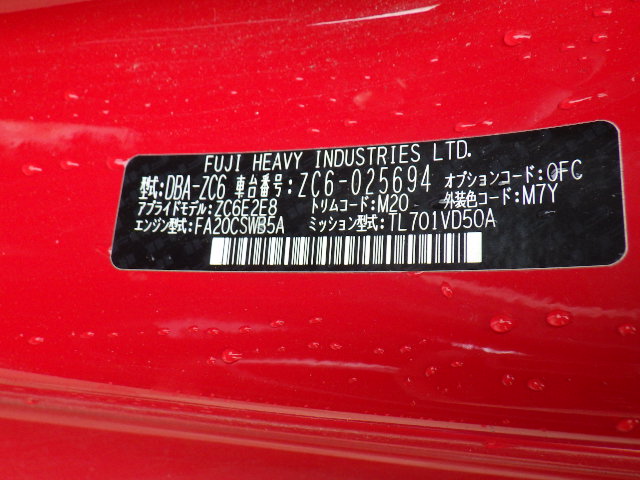 FUJI HEAVY INDUSTRIES LTD.
型式:DBA-ZC6 車台番号:ZC6-025694 オプションコード:OFC
アプライドモデル:ZC6E2E8 トリムコード:M20 外装色コード:M7Y
エンジン型式:FA20CSWB5A ミッション型式:TL701VD50A